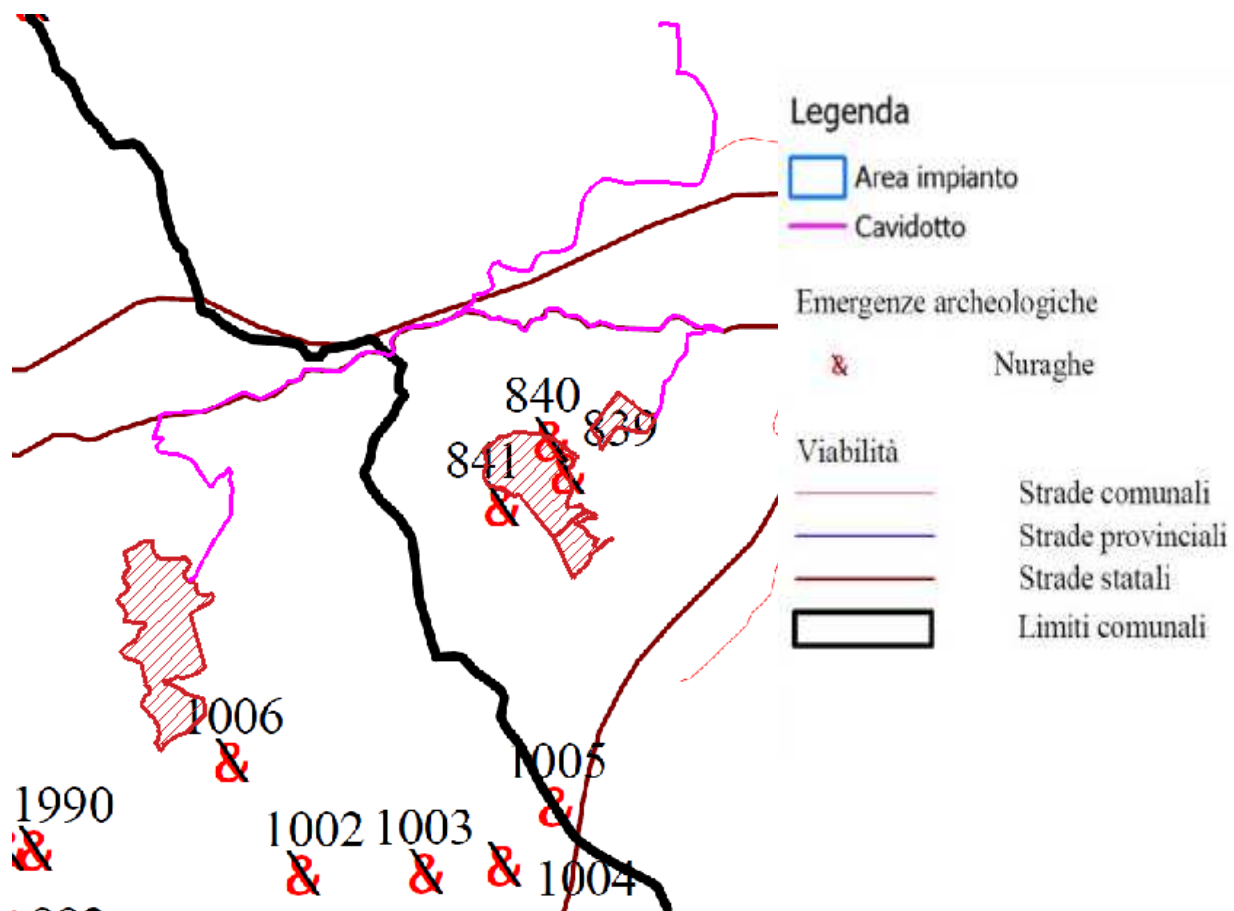 840
839
841
1006
1005
1990
1002
1003
1004
Legenda
Area impianto
Cavidotto
Emergenze archeologiche
& Nuraghe
Viabilità
Strade comunali
Strade provinciali
Strade statali
Limiti comunali